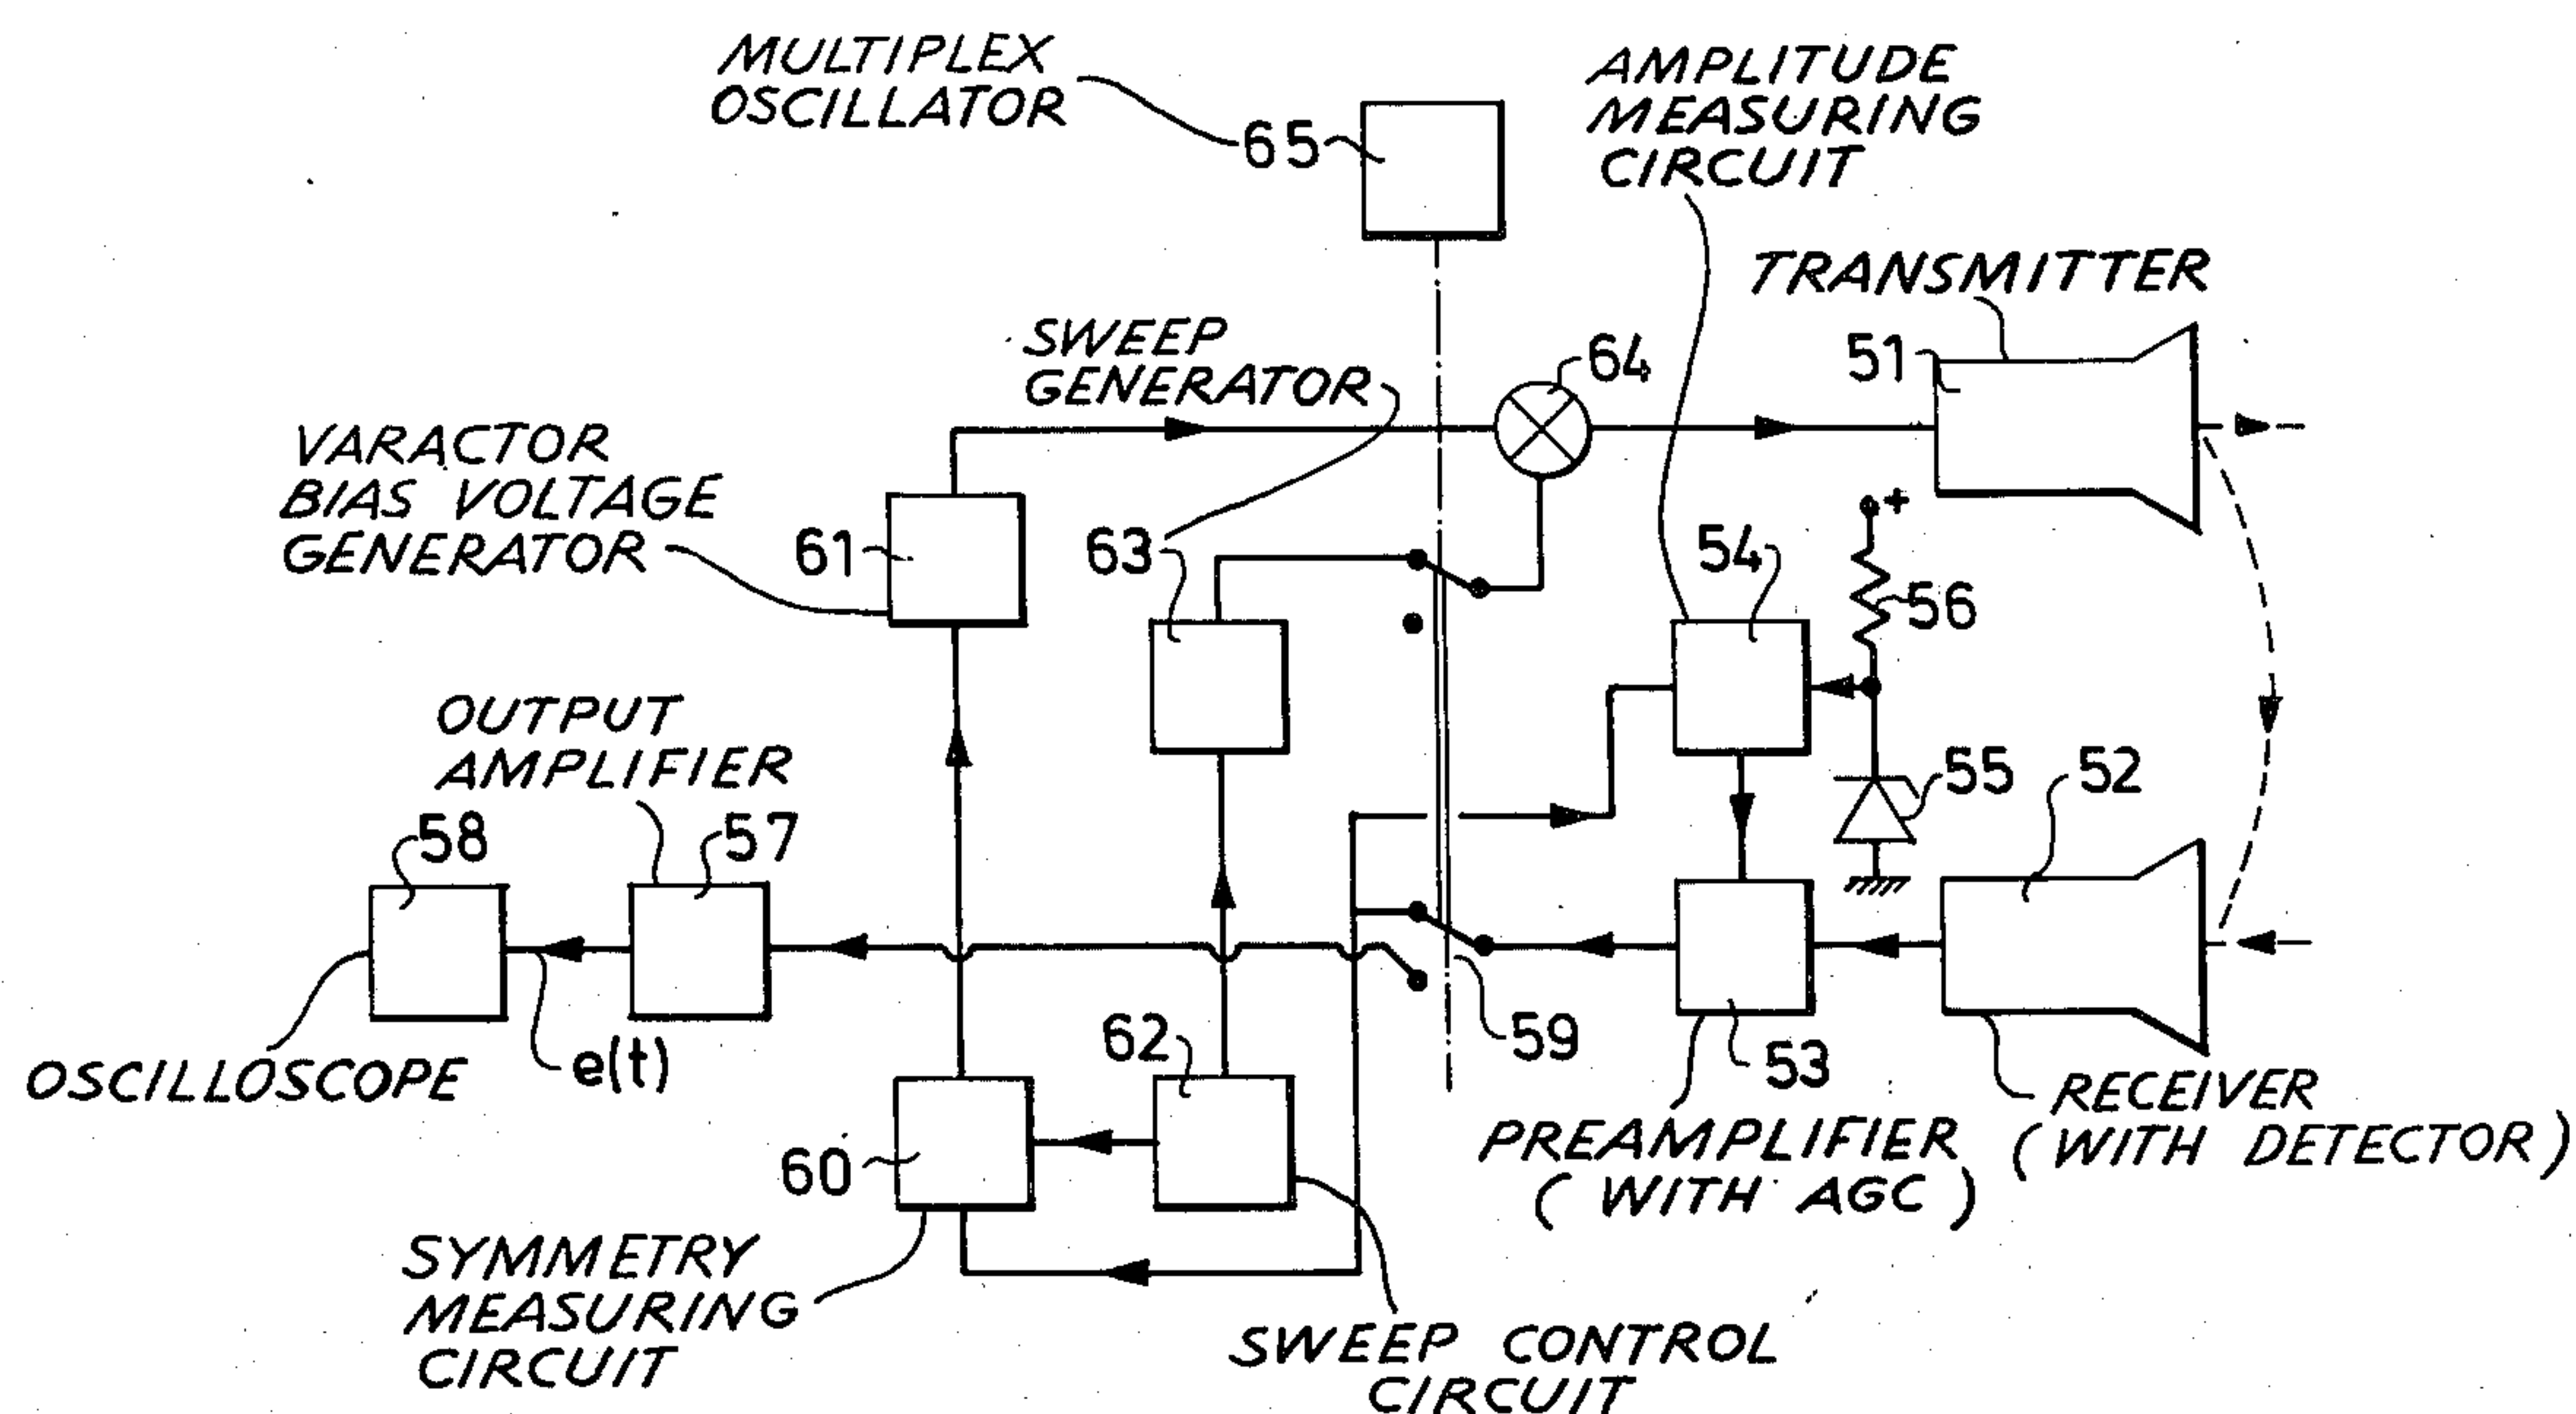 MULTIPLEX
OSCILLATOR
65
AMPLITUDE
MEASURING
CIRCUIT
TRANSMITTER
51
SWEEP
GENERATOR
64
VARACTOR
BIAS VOLTAGE
GENERATOR
61
63
54
+
56
OUTPUT
AMPLIFIER
58
57
55
52
OSCILLOSCOPE
e(t)
62
59
53
60
RECEIVER
(WITH DETECTOR)
PREAMPLIFIER
(WITH AGC)
SYMMETRY
MEASURING
CIRCUIT
SWEEP CONTROL
CIRCUIT